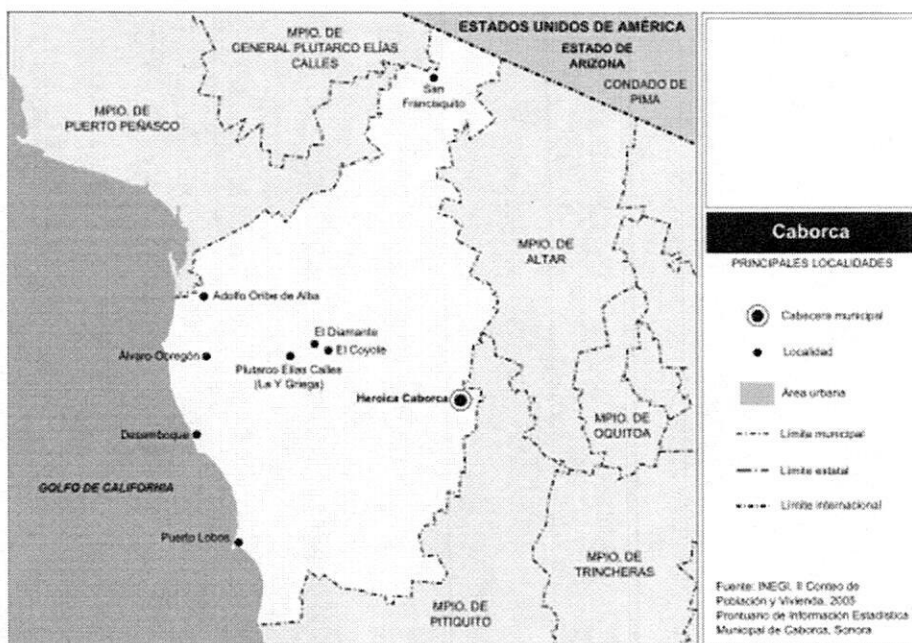 MPIO. DE
GENERAL PLUTARCO ELÍAS
CALLES
ESTADOS UNIDOS DE AMÉRICA
ESTADO DE
ARIZONA
CONDADO DE
PIMA
San
Francisquito
MPIO. DE
PUERTO PEÑASCO
MPIO. DE
ALTAR
Adolfo Oribe de Alba
El Diamante
El Coyote
Álvaro Obregón
Plutarco Elías Calles
(La Y Griega)
Heroica Caborca
MPIO. DE
OQUITOA
Desemboque
GOLFO DE CALIFORNIA
Puerto Lobos
MPIO. DE
TRINCHERAS
MPIO. DE
PITIQUITO
Caborca
PRINCIPALES LOCALIDADES
Cabecera municipal
Localidad
Área urbana
Límite municipal
Límite estatal
Límite internacional
Fuente: INEGI. II Conteo de
Población y Vivienda, 2005
Prontuario de Información Estadística
Municipal de Caborca, Sonora